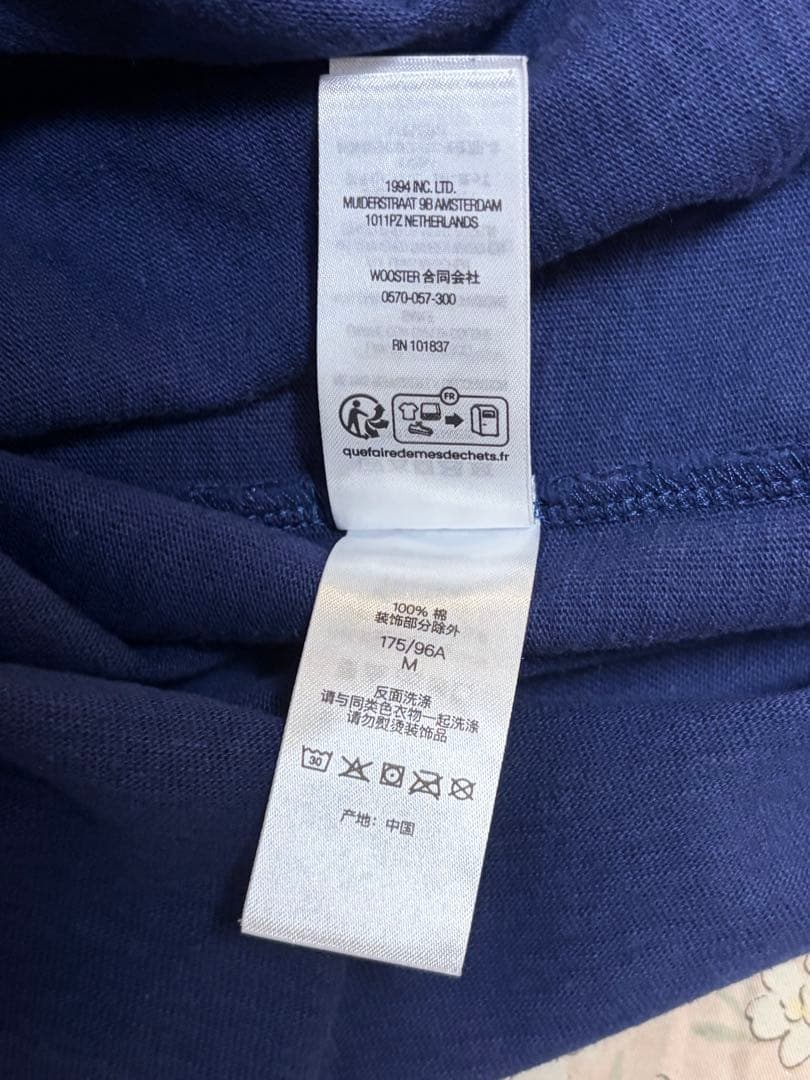 1994 INC. LTD.
MUIDERSTRAAT 9B AMSTERDAM
1011PZ NETHERLANDS
WOOSTER 合同会社
0570-057-300
RN 101837
FR
quefairedemesdechets.fr
100% 棉
装饰部分除外
175/96A
M
反面洗涤
请与同类色衣物一起洗涤
请勿熨烫装饰品
30
产地：中国